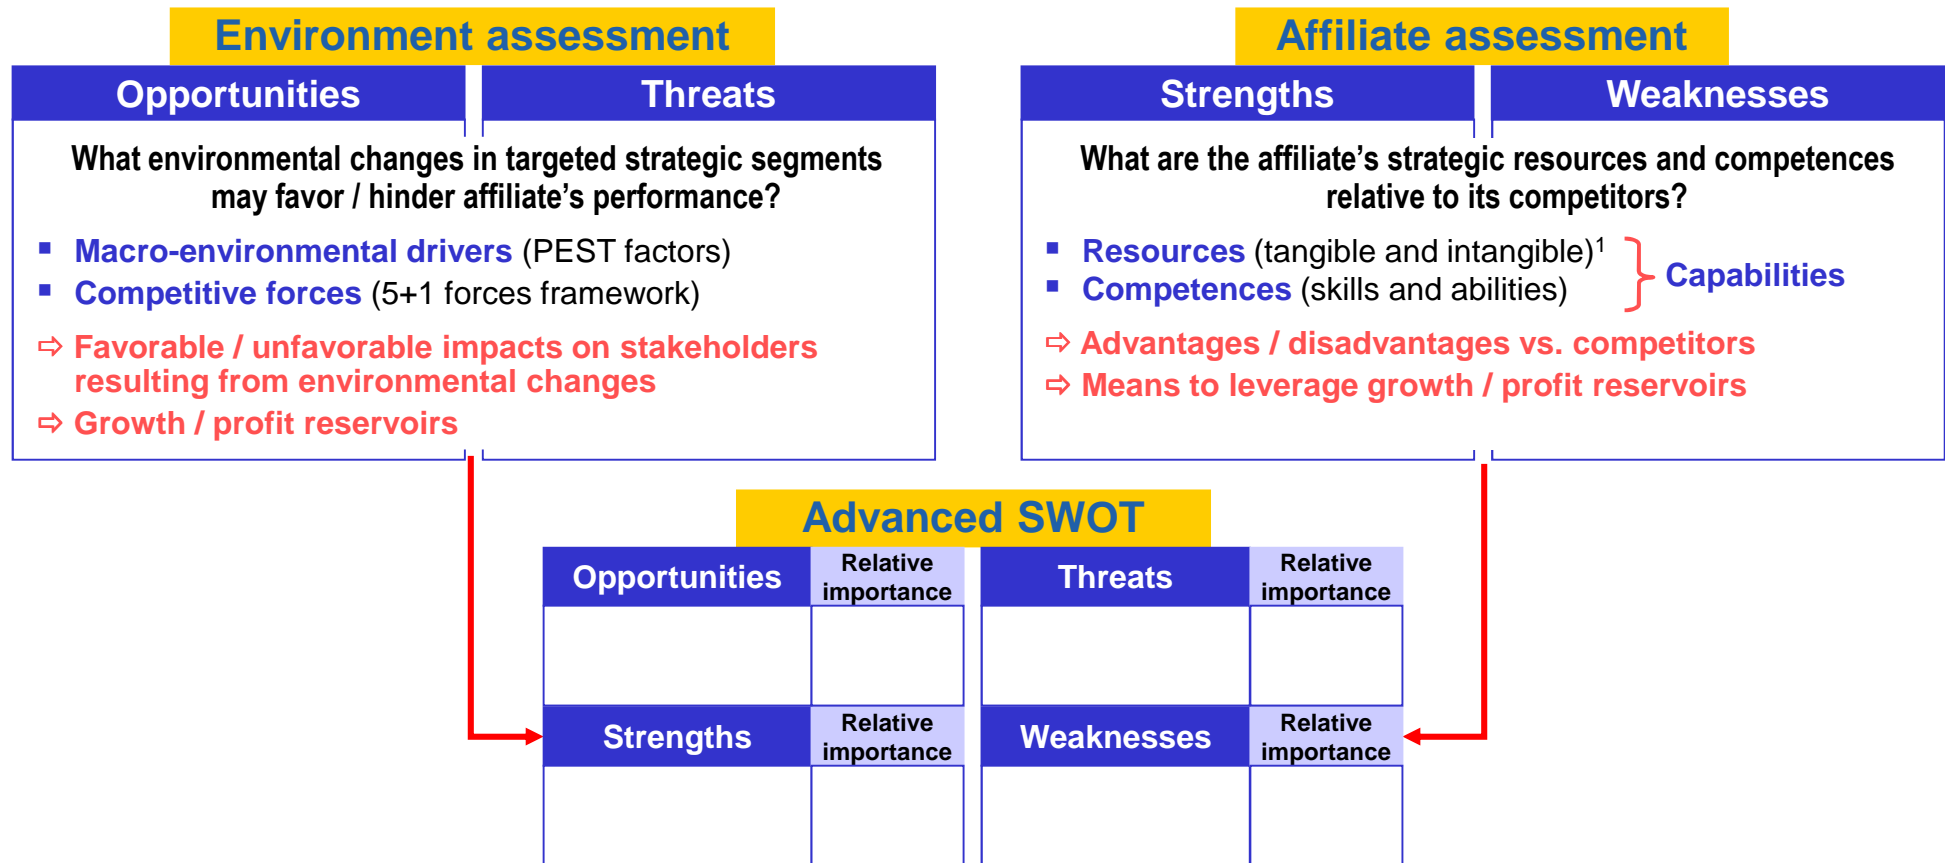 Environment assessment
Opportunities
Threats
What environmental changes in targeted strategic segments
may favor / hinder affiliate’s performance?
▪ Macro-environmental drivers (PEST factors)
▪ Competitive forces (5+1 forces framework)
⇨ Favorable / unfavorable impacts on stakeholders
resulting from environmental changes
⇨ Growth / profit reservoirs
Affiliate assessment
Strengths
Weaknesses
What are the affiliate’s strategic resources and competences
relative to its competitors?
▪ Resources (tangible and intangible)¹
▪ Competences (skills and abilities)
Capabilities
⇨ Advantages / disadvantages vs. competitors
⇨ Means to leverage growth / profit reservoirs
Advanced SWOT
Opportunities
Relative
importance
Threats
Relative
importance
Strengths
Relative
importance
Weaknesses
Relative
importance